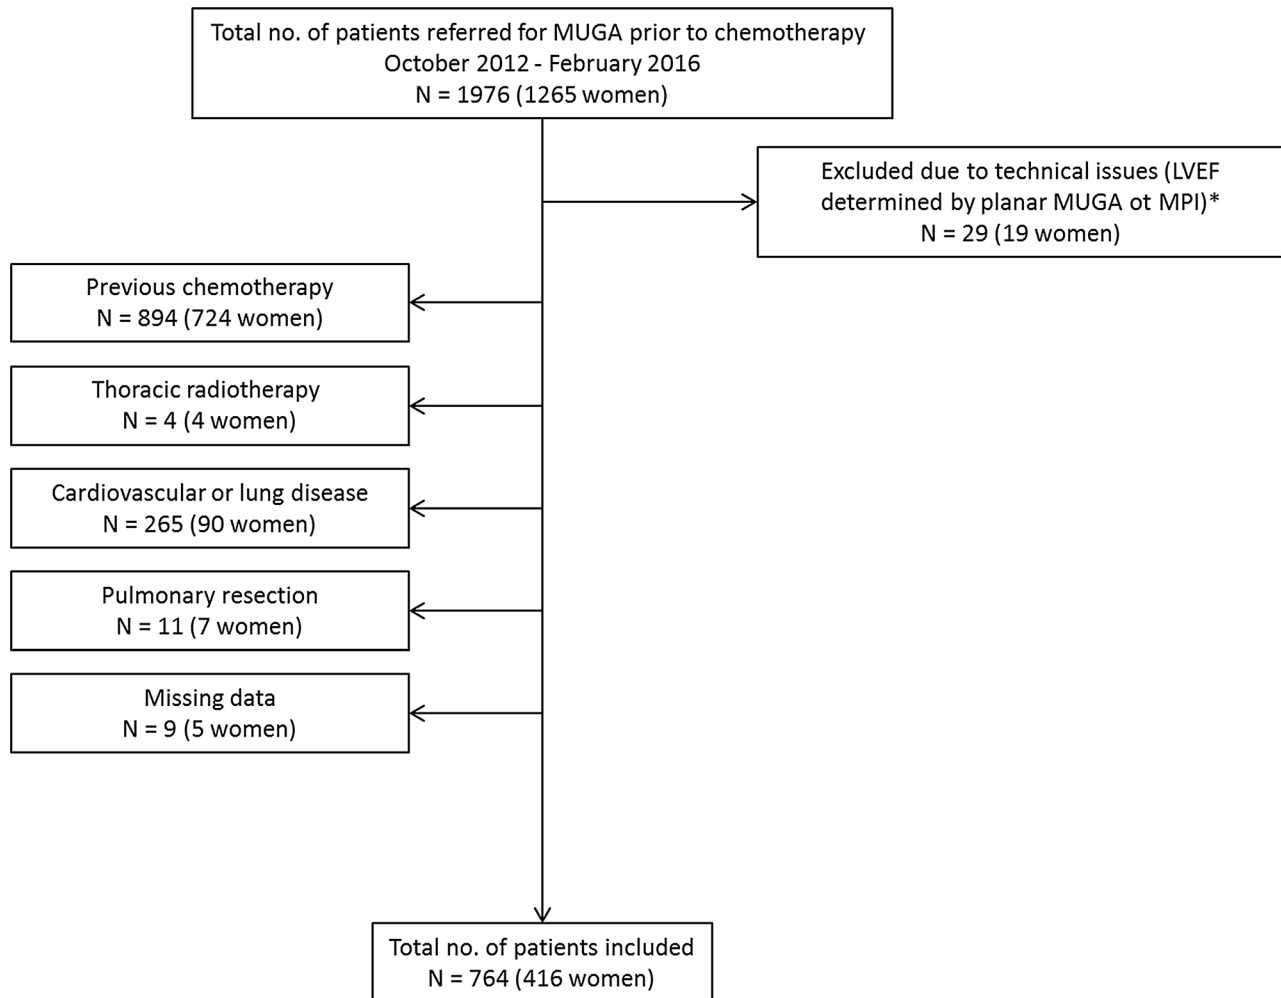 Total no. of patients referred for MUGA prior to chemotherapy
October 2012 - February 2016
N = 1976 (1265 women)
Excluded due to technical issues (LVEF
determined by planar MUGA ot MPI)*
N = 29 (19 women)
Previous chemotherapy
N = 894 (724 women)
Thoracic radiotherapy
N = 4 (4 women)
Cardiovascular or lung disease
N = 265 (90 women)
Pulmonary resection
N = 11 (7 women)
Missing data
N = 9 (5 women)
Total no. of patients included
N = 764 (416 women)